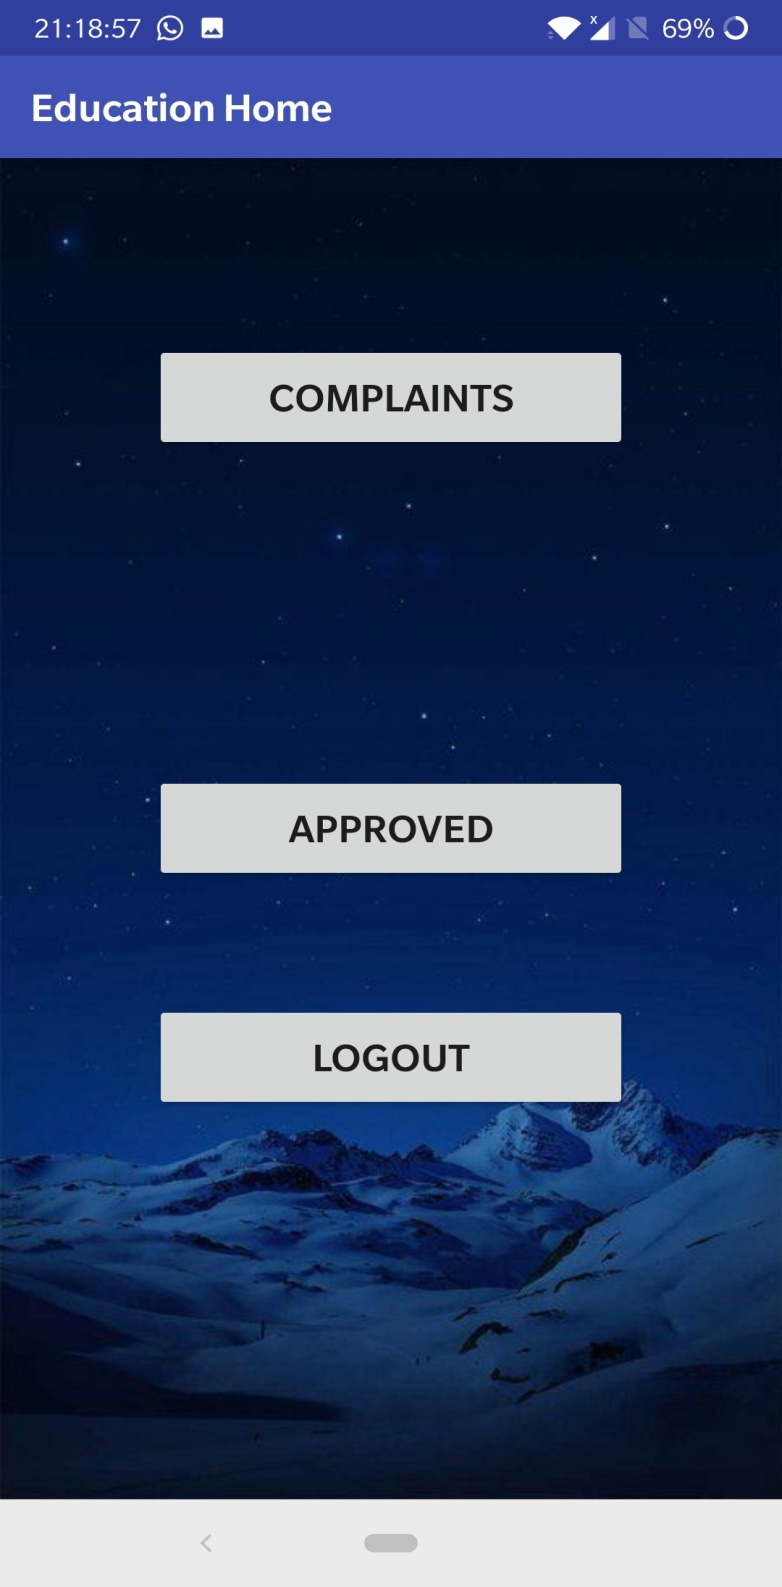 21:18:57 x 69%
Education Home
COMPLAINTS
APPROVED
LOGOUT